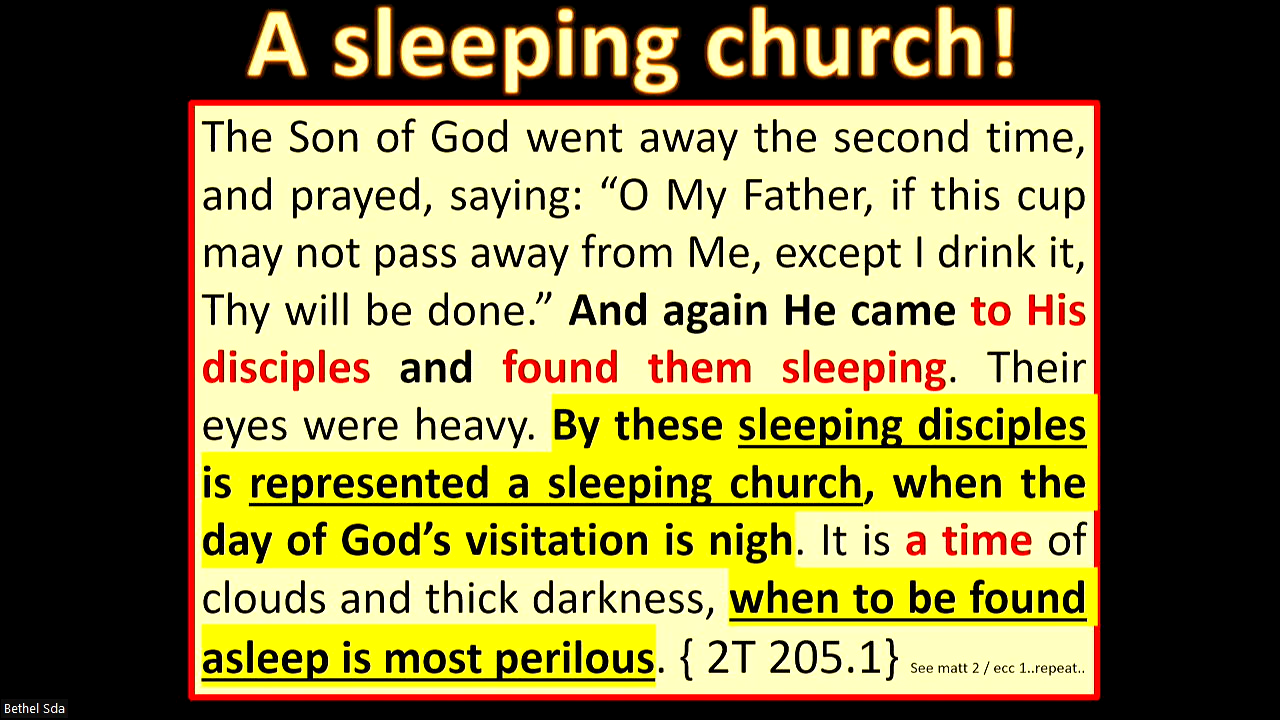 A sleeping church!
The Son of God went away the second time,
and prayed, saying: “O My Father, if this cup
may not pass away from Me, except I drink it,
Thy will be done.” And again He came to His
disciples and found them sleeping. Their
eyes were heavy. By these sleeping disciples
is represented a sleeping church, when the
day of God’s visitation is nigh. It is a time of
clouds and thick darkness, when to be found
asleep is most perilous. { 2T 205.1} See matt 2 / ecc 1..repeat..
Bethel Sda